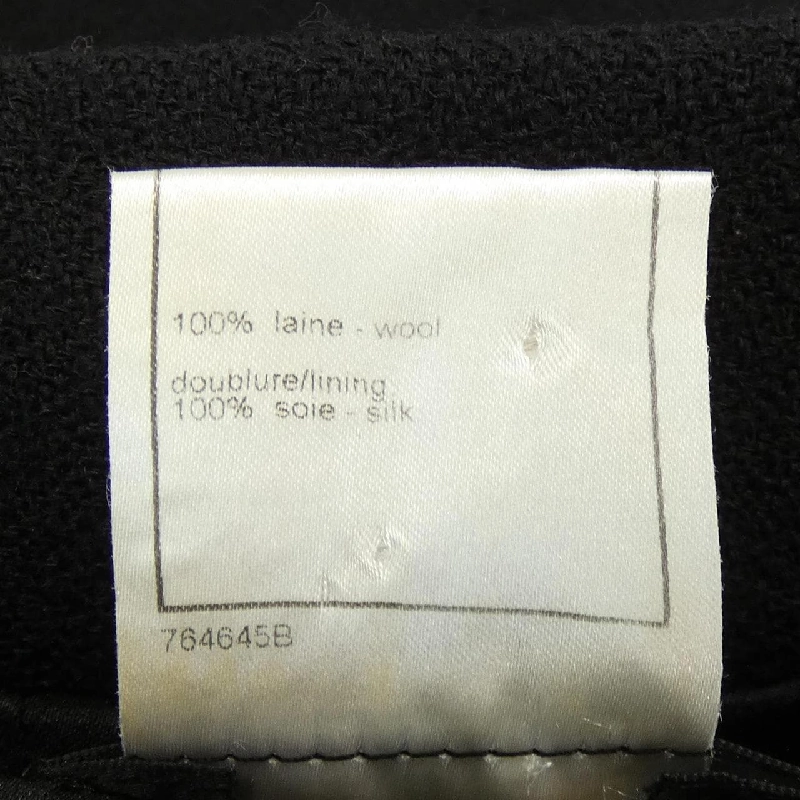 100% laine - wool
doublure/lining
100% soie - silk
764645B